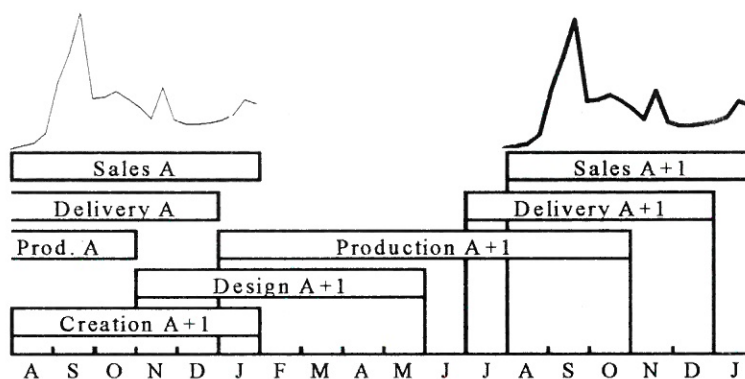 Sales A Sales A+1
Delivery A Delivery A+1
Prod. A Production A+1
Design A+1
Creation A+1
A S O N D J F M A M J J A S O N D J